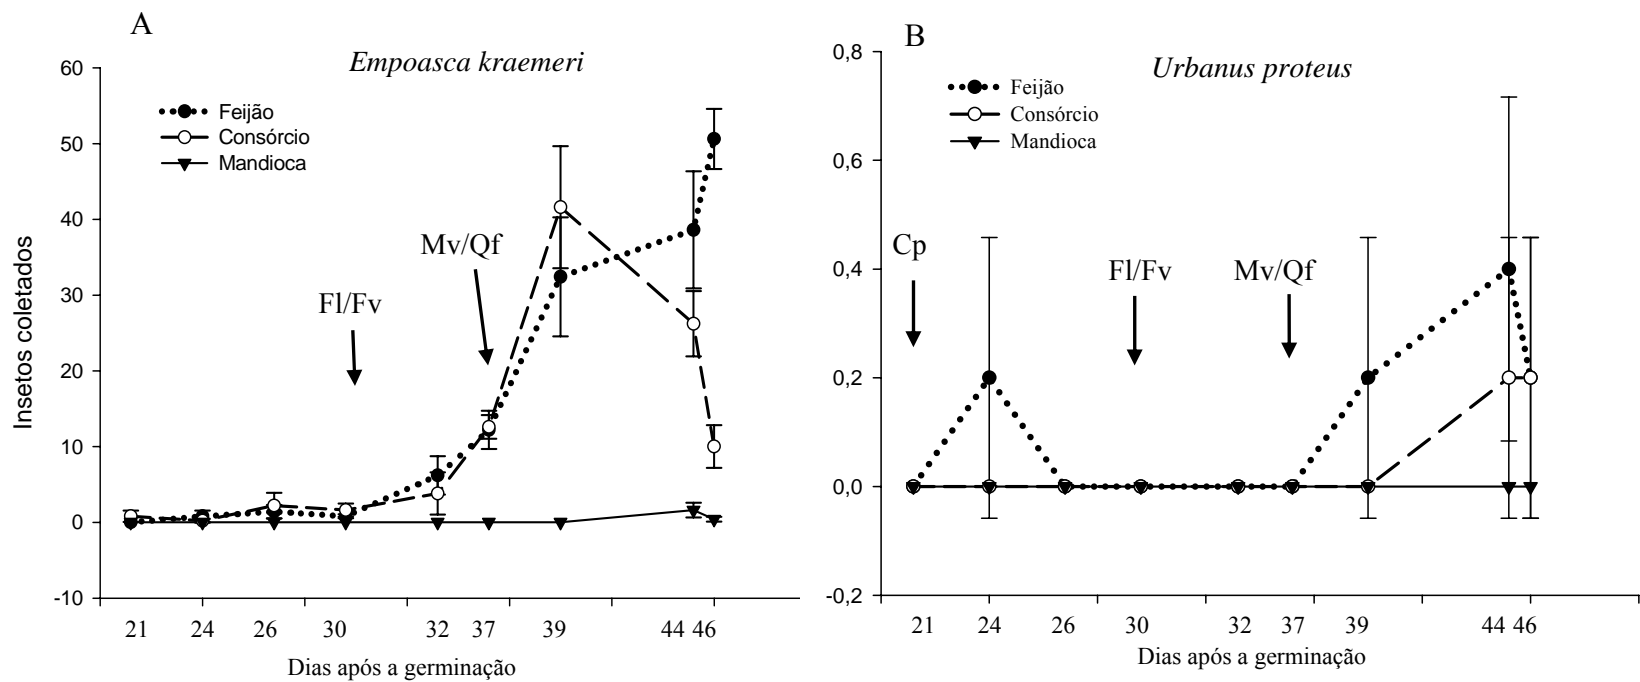 A
Empoasca kraemeri
60
50
40
30
20
10
0
-10
Insetos coletados
Feijão
Consórcio
Mandioca
Fl/Fv
Mv/Qf
21 24 26 30 32 37 39 44 46
Dias após a germinação
B
Urbanus proteus
0,8
0,6
0,4
0,2
0,0
-0,2
Feijão
Consórcio
Mandioca
Cp
Fl/Fv
Mv/Qf
21 24 26 30 32 37 39 44 46
Dias após a germinação